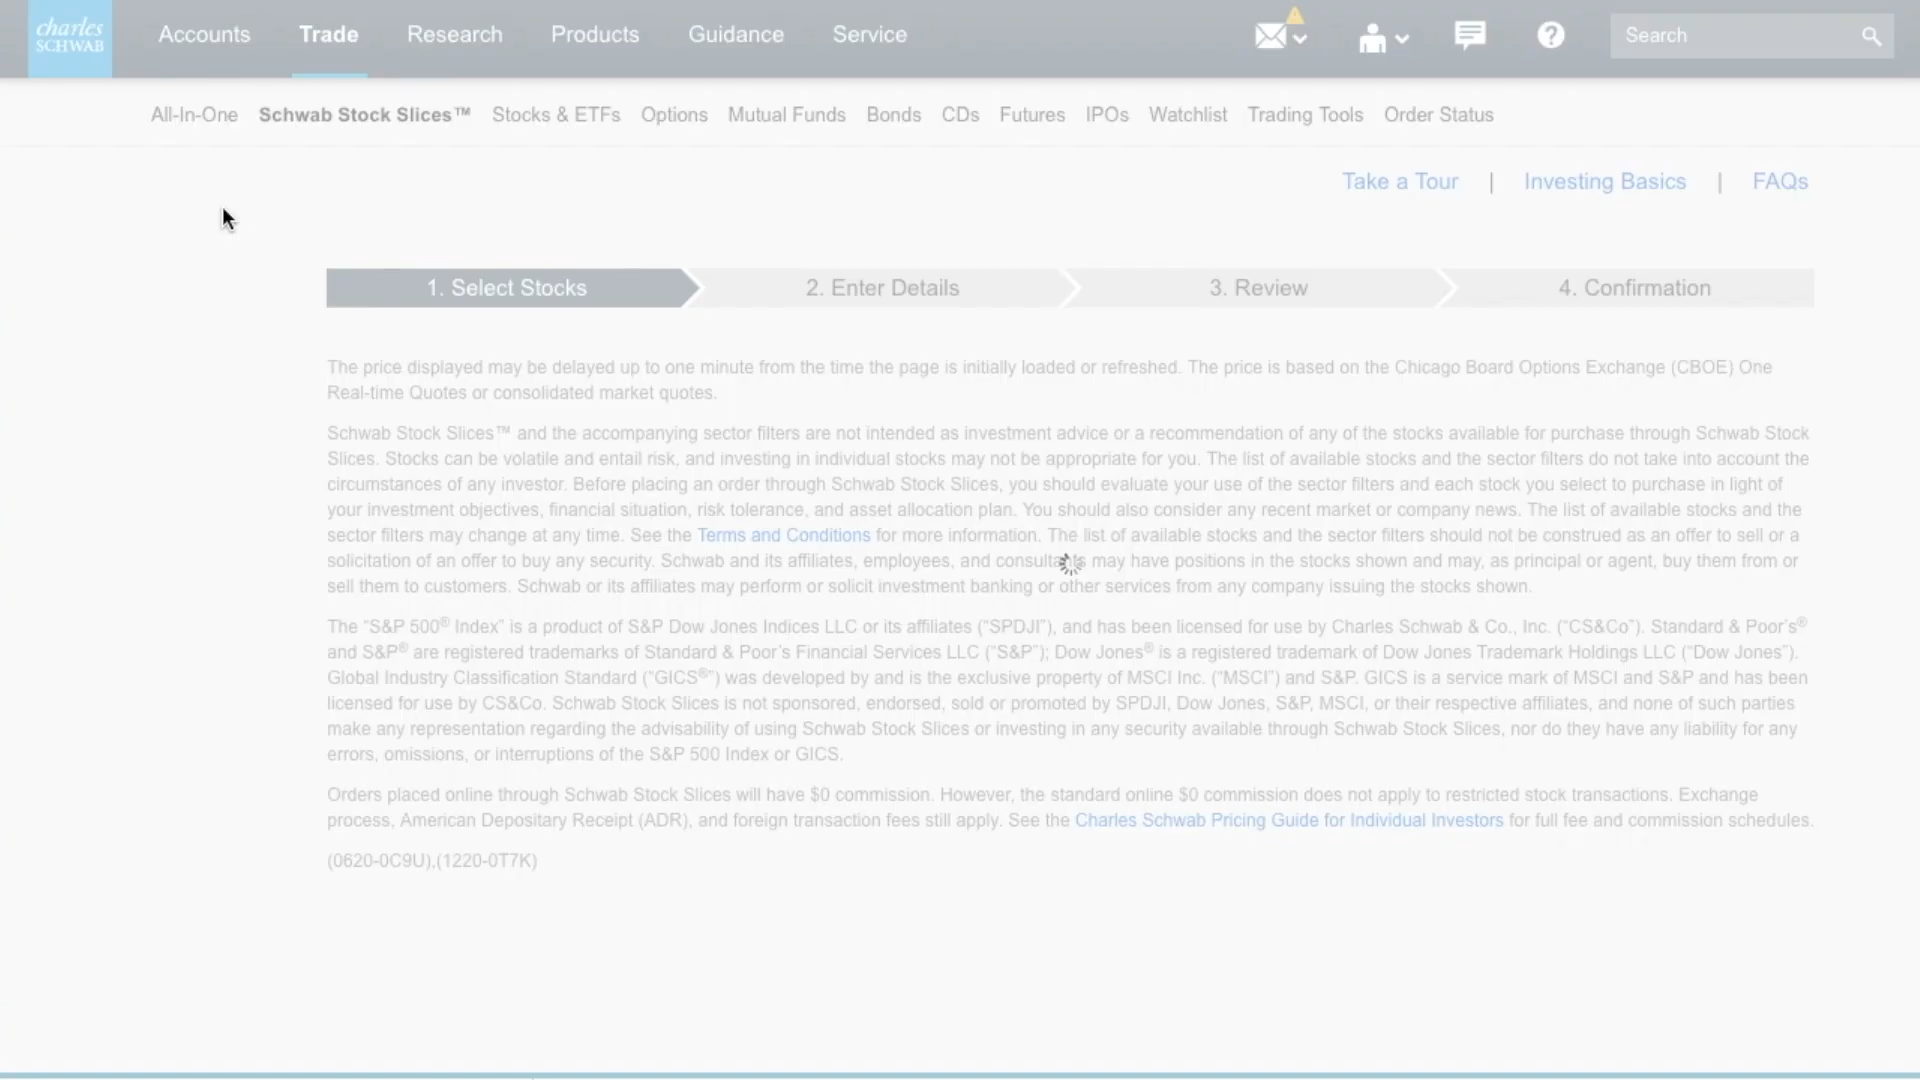 charles
SCHWAB
Accounts
Trade
Research
Products
Guidance
Service
Search
All-In-One
Schwab Stock Slices™
Stocks & ETFs
Options
Mutual Funds
Bonds
CDs
Futures
IPOs
Watchlist
Trading Tools
Order Status
Take a Tour | Investing Basics | FAQs
1. Select Stocks
2. Enter Details
3. Review
4. Confirmation
The price displayed may be delayed up to one minute from the time the page is initially loaded or refreshed. The price is based on the Chicago Board Options Exchange (CBOE) One
Real-time Quotes or consolidated market quotes.
Schwab Stock Slices™ and the accompanying sector filters are not intended as investment advice or a recommendation of any of the stocks available for purchase through Schwab Stock
Slices. Stocks can be volatile and entail risk, and investing in individual stocks may not be appropriate for you. The list of available stocks and the sector filters do not take into account the
circumstances of any investor. Before placing an order through Schwab Stock Slices, you should evaluate your use of the sector filters and each stock you select to purchase in light of
your investment objectives, financial situation, risk tolerance, and asset allocation plan. You should also consider any recent market or company news. The list of available stocks and the
sector filters may change at any time. See the Terms and Conditions for more information. The list of available stocks and the sector filters should not be construed as an offer to sell or a
solicitation of an offer to buy any security. Schwab and its affiliates, employees, and consultants may have positions in the stocks shown and may, as principal or agent, buy them from or
sell them to customers. Schwab or its affiliates may perform or solicit investment banking or other services from any company issuing the stocks shown.
The “S&P 500® Index” is a product of S&P Dow Jones Indices LLC or its affiliates (“SPDJI”), and has been licensed for use by Charles Schwab & Co., Inc. (“CS&Co”). Standard & Poor’s®
and S&P® are registered trademarks of Standard & Poor’s Financial Services LLC (“S&P”); Dow Jones® is a registered trademark of Dow Jones Trademark Holdings LLC (“Dow Jones”).
Global Industry Classification Standard (“GICS®”) was developed by and is the exclusive property of MSCI Inc. (“MSCI”) and S&P. GICS is a service mark of MSCI and S&P and has been
licensed for use by CS&Co. Schwab Stock Slices is not sponsored, endorsed, sold or promoted by SPDJI, Dow Jones, S&P, MSCI, or their respective affiliates, and none of such parties
make any representation regarding the advisability of using Schwab Stock Slices or investing in any security available through Schwab Stock Slices, nor do they have any liability for any
errors, omissions, or interruptions of the S&P 500 Index or GICS.
Orders placed online through Schwab Stock Slices will have $0 commission. However, the standard online $0 commission does not apply to restricted stock transactions. Exchange
process, American Depositary Receipt (ADR), and foreign transaction fees still apply. See the Charles Schwab Pricing Guide for Individual Investors for full fee and commission schedules.
(0620-0C9U),(1220-0T7K)